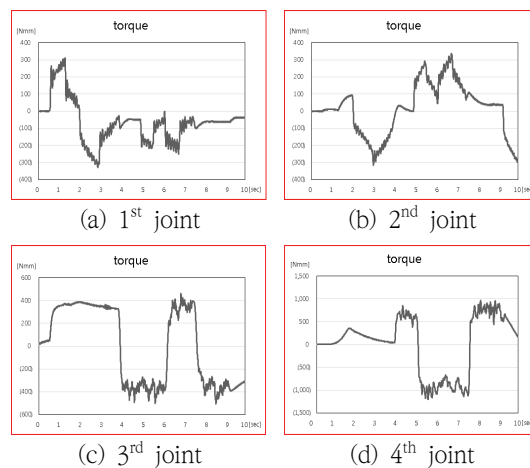 torque
[Nmm]
400
300
200
100
0
(100)
(200)
(300)
(400)
0 1 2 3 4 5 6 7 8 9 10 [sec]
(a) 1st joint
torque
[Nmm]
400
300
200
100
0
(100)
(200)
(300)
(400)
0 1 2 3 4 5 6 7 8 9 10 [sec]
(b) 2nd joint
torque
[Nmm]
600
400
200
0
(200)
(400)
(600)
0 1 2 3 4 5 6 7 8 9 10 [sec]
(c) 3rd joint
torque
[Nmm]
1,500
1,000
500
0
(500)
(1,000)
(1,500)
0 1 2 3 4 5 6 7 8 9 10 [sec]
(d) 4th joint